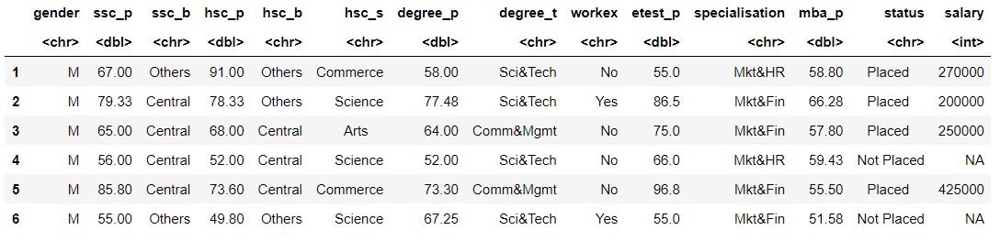 gender ssc_p ssc_b hsc_p hsc_b hsc_s degree_p degree_t workex etest_p specialisation mba_p status salary
<chr> <dbl> <chr> <dbl> <chr> <chr> <dbl> <chr> <chr> <dbl> <chr> <dbl> <chr> <int>
1 M 67.00 Others 91.00 Others Commerce 58.00 Sci&Tech No 55.0 Mkt&HR 58.80 Placed 270000
2 M 79.33 Central 78.33 Others Science 77.48 Sci&Tech Yes 86.5 Mkt&Fin 66.28 Placed 200000
3 M 65.00 Central 68.00 Central Arts 64.00 Comm&Mgmt No 75.0 Mkt&Fin 57.80 Placed 250000
4 M 56.00 Central 52.00 Central Science 52.00 Sci&Tech No 66.0 Mkt&HR 59.43 Not Placed NA
5 M 85.80 Central 73.60 Central Commerce 73.30 Comm&Mgmt No 96.8 Mkt&Fin 55.50 Placed 425000
6 M 55.00 Others 49.80 Others Science 67.25 Sci&Tech Yes 55.0 Mkt&Fin 51.58 Not Placed NA